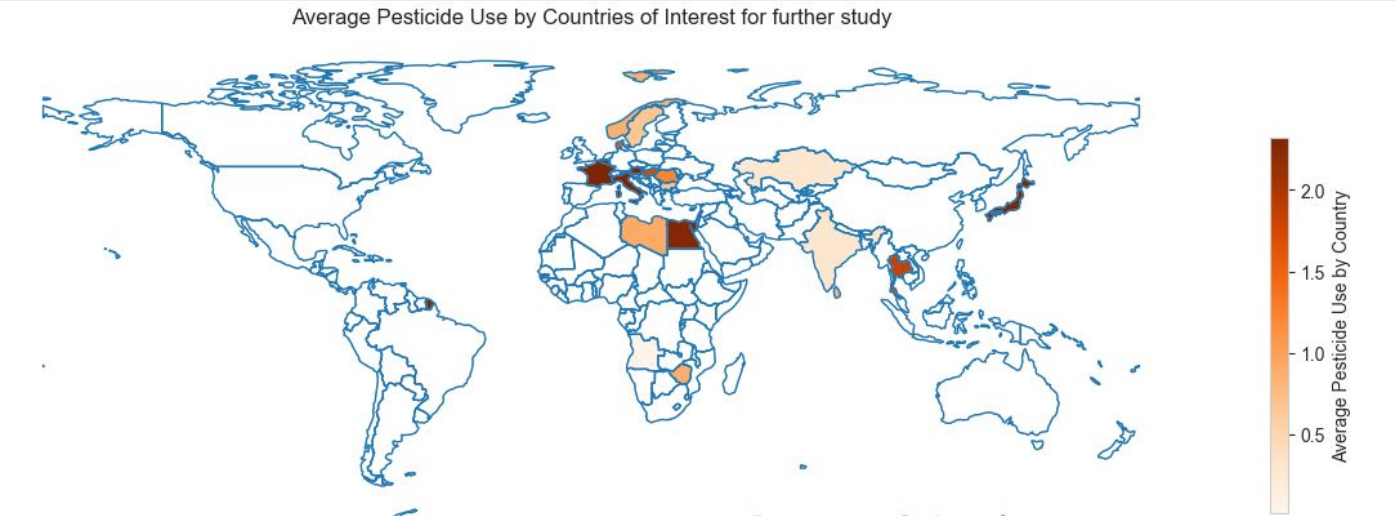 Average Pesticide Use by Countries of Interest for further study
2.0
1.5
1.0
0.5
Average Pesticide Use by Country